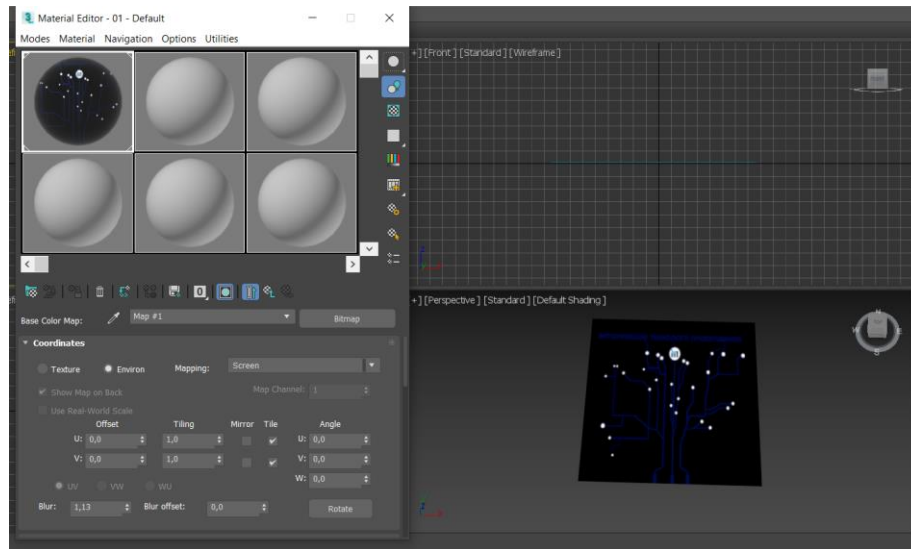 Material Editor - 01 - Default
Modes Material Navigation Options Utilities
+] [Front ] [Standard ] [Wireframe ]
0
Base Color Map: Map #1 Bitmap
+] [Perspective ] [Standard ] [Default Shading ]
Coordinates
Texture Environ Mapping: Screen
Show Map on Back Map Channel: 1
Use Real-World Scale
Offset Tiling Mirror Tile Angle
U: 0,0 1,0 U: 0,0
V: 0,0 1,0 V: 0,0
W: 0,0
UV VW WU
Blur: 1,13 Blur offset: 0,0 Rotate
N
W E
S